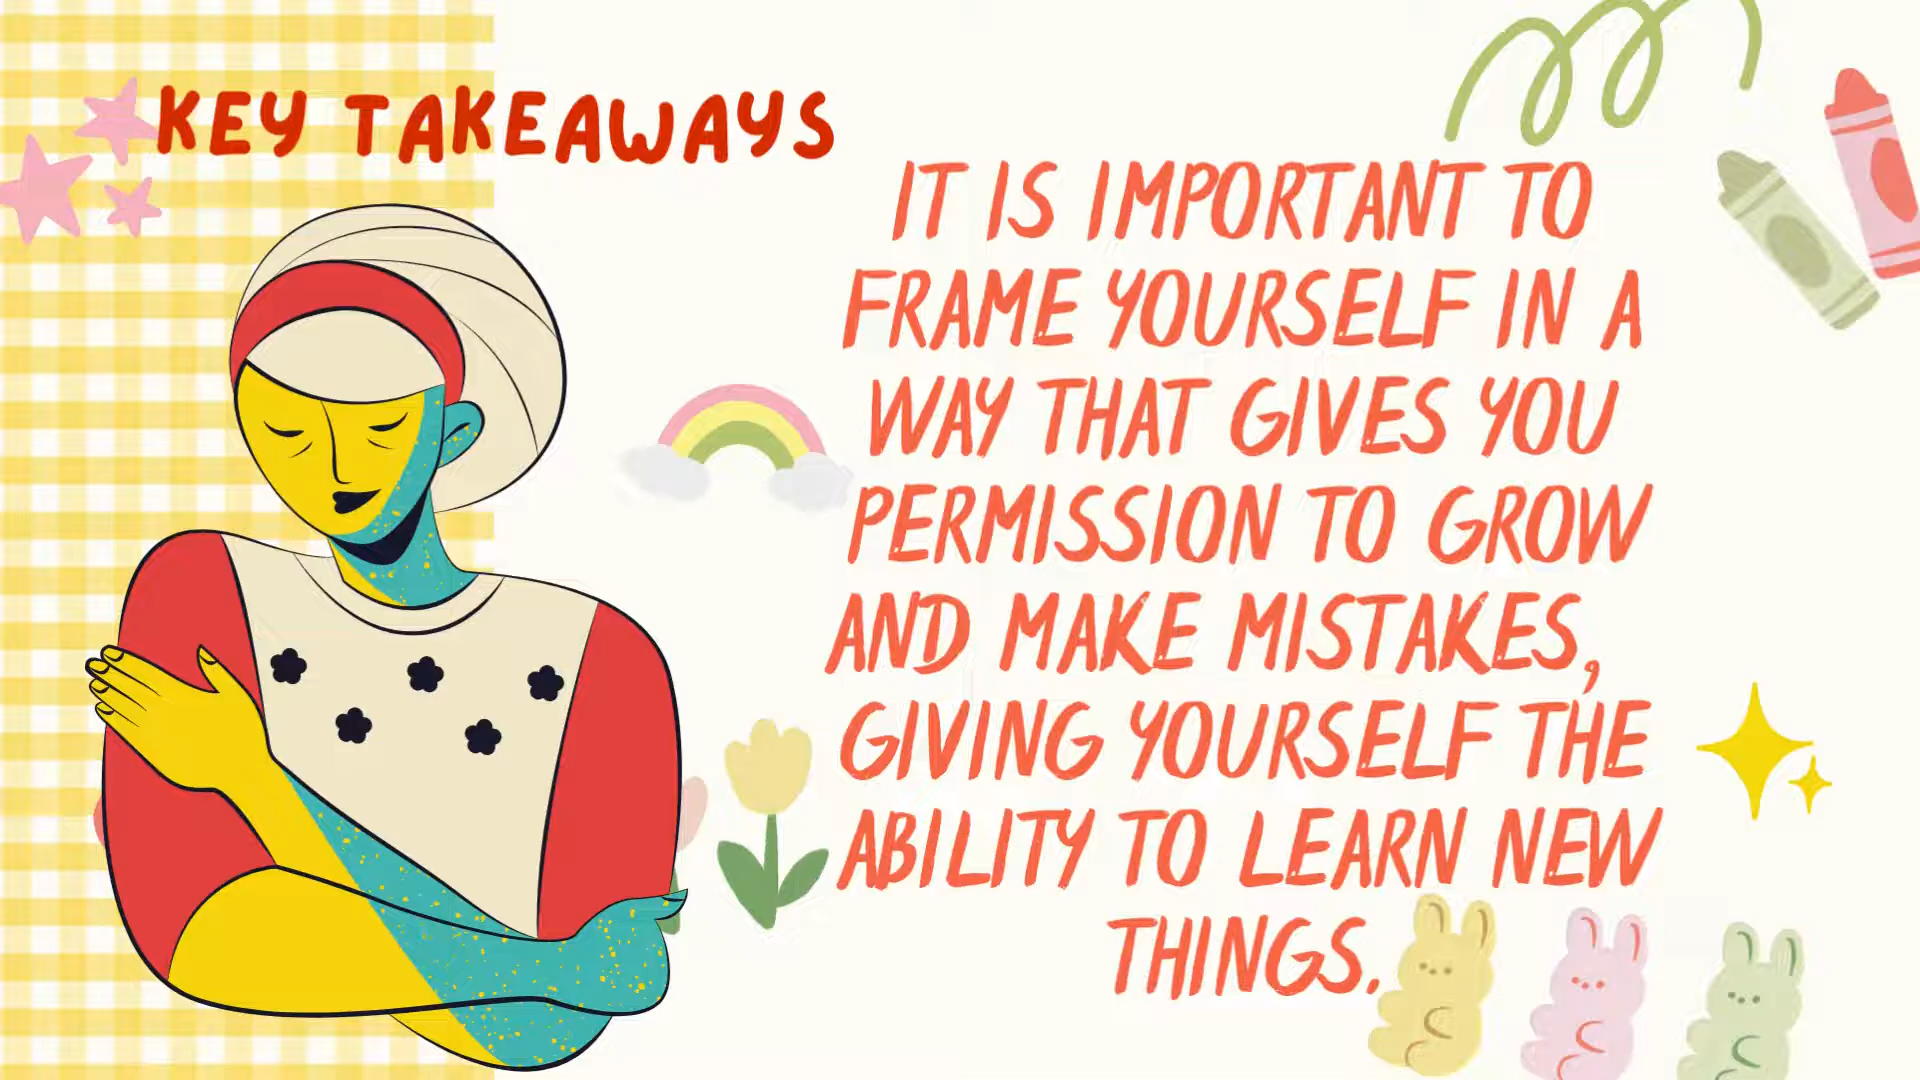 KEY TAKEAWAYS
IT IS IMPORTANT TO
FRAME YOURSELF IN A
WAY THAT GIVES YOU
PERMISSION TO GROW
AND MAKE MISTAKES,
GIVING YOURSELF THE
ABILITY TO LEARN NEW
THINGS.